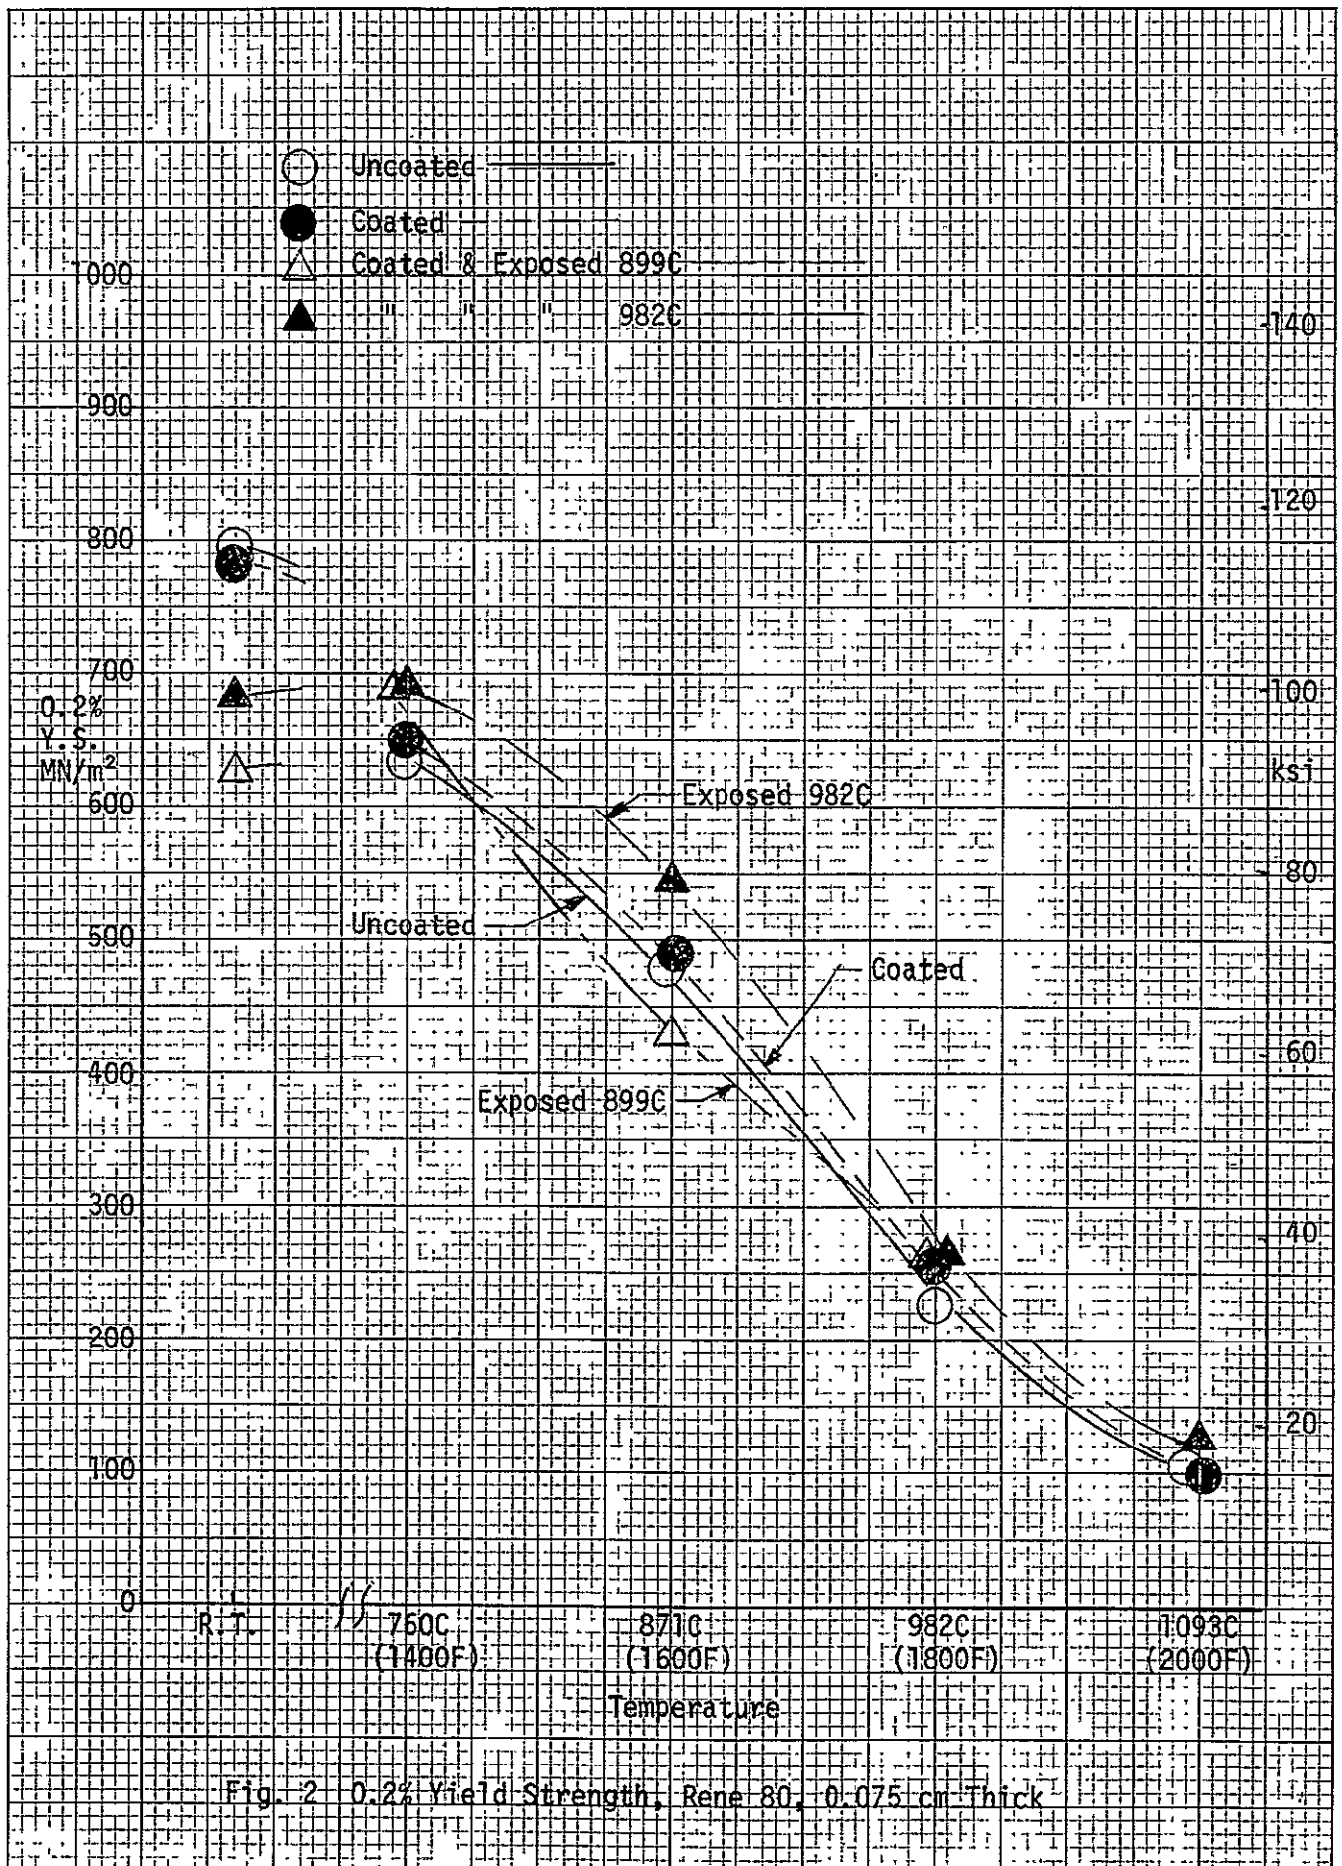 Uncoated
Coated
Coated & Exposed 899C
" " " 982C
1000
900
800
700
0.2%
Y.S.
MN/m²
600
500
400
300
200
100
0
140
120
100
ksi
80
60
40
20
Exposed 982C
Uncoated
Coated
Exposed 899C
R.T. 760C 871C 982C 1093C
(1400F) (1600F) (1800F) (2000F)
Temperature
Fig. 2 0.2% Yield Strength, Rene 80, 0.075 cm Thick